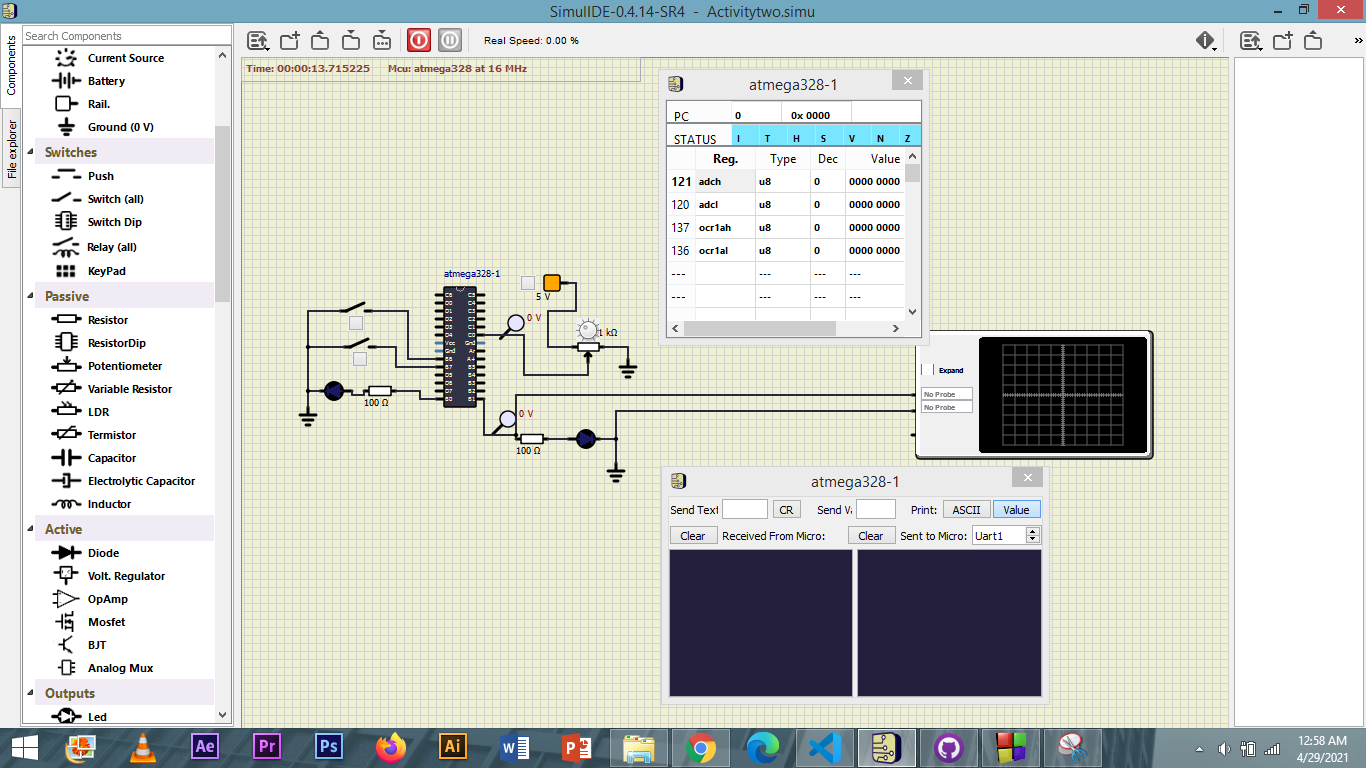 SimulIDE-0.4.14-SR4 - Activitytwo.simu
Components
File explorer
Search Components
Current Source
Battery
Rail.
Ground (0 V)
Switches
Push
Switch (all)
Switch Dip
Relay (all)
KeyPad
Passive
Resistor
ResistorDip
Potentiometer
Variable Resistor
LDR
Termistor
Capacitor
Electrolytic Capacitor
Inductor
Active
Diode
Volt. Regulator
OpAmp
Mosfet
BJT
Analog Mux
Outputs
Led
Real Speed: 0.00 %
»
Time: 00:00:13.715225 Mcu: atmega328 at 16 MHz
atmega328-1
PC 0 0x 0000
STATUS I T H S V N Z
Reg. Type Dec Value
121 adch u8 0 0000 0000
120 adcl u8 0 0000 0000
137 ocr1ah u8 0 0000 0000
136 ocr1al u8 0 0000 0000
--- --- --- ---
--- --- --- ---
atmega328-1
5 V
0 V
1 kΩ
100 Ω
0 V
100 Ω
Expand
No Probe
No Probe
atmega328-1
Send Text CR Send Va Print: ASCII Value
Clear Received From Micro: Clear Sent to Micro: Uart1
Ae
Pr
Ps
Ai
12:58 AM
4/29/2021